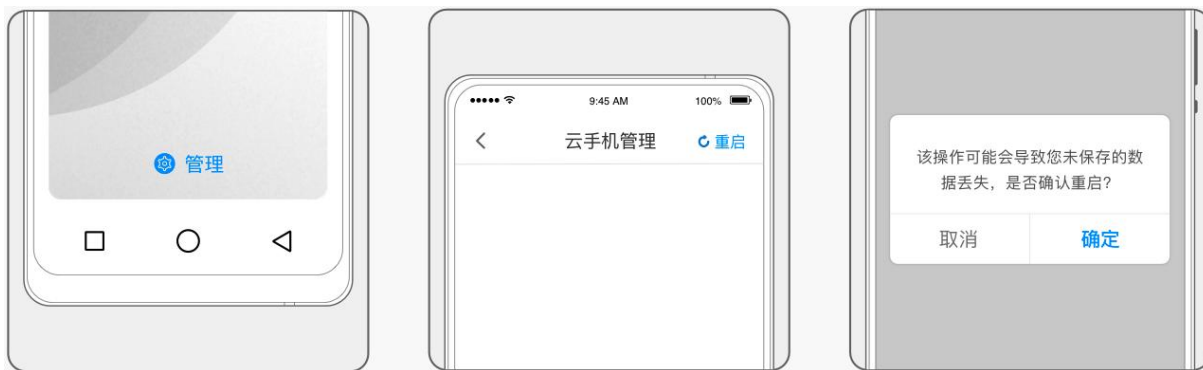 管理
9:45 AM
100%
云手机管理
重启
该操作可能会导致您未保存的数
据丢失，是否确认重启？
取消
确定